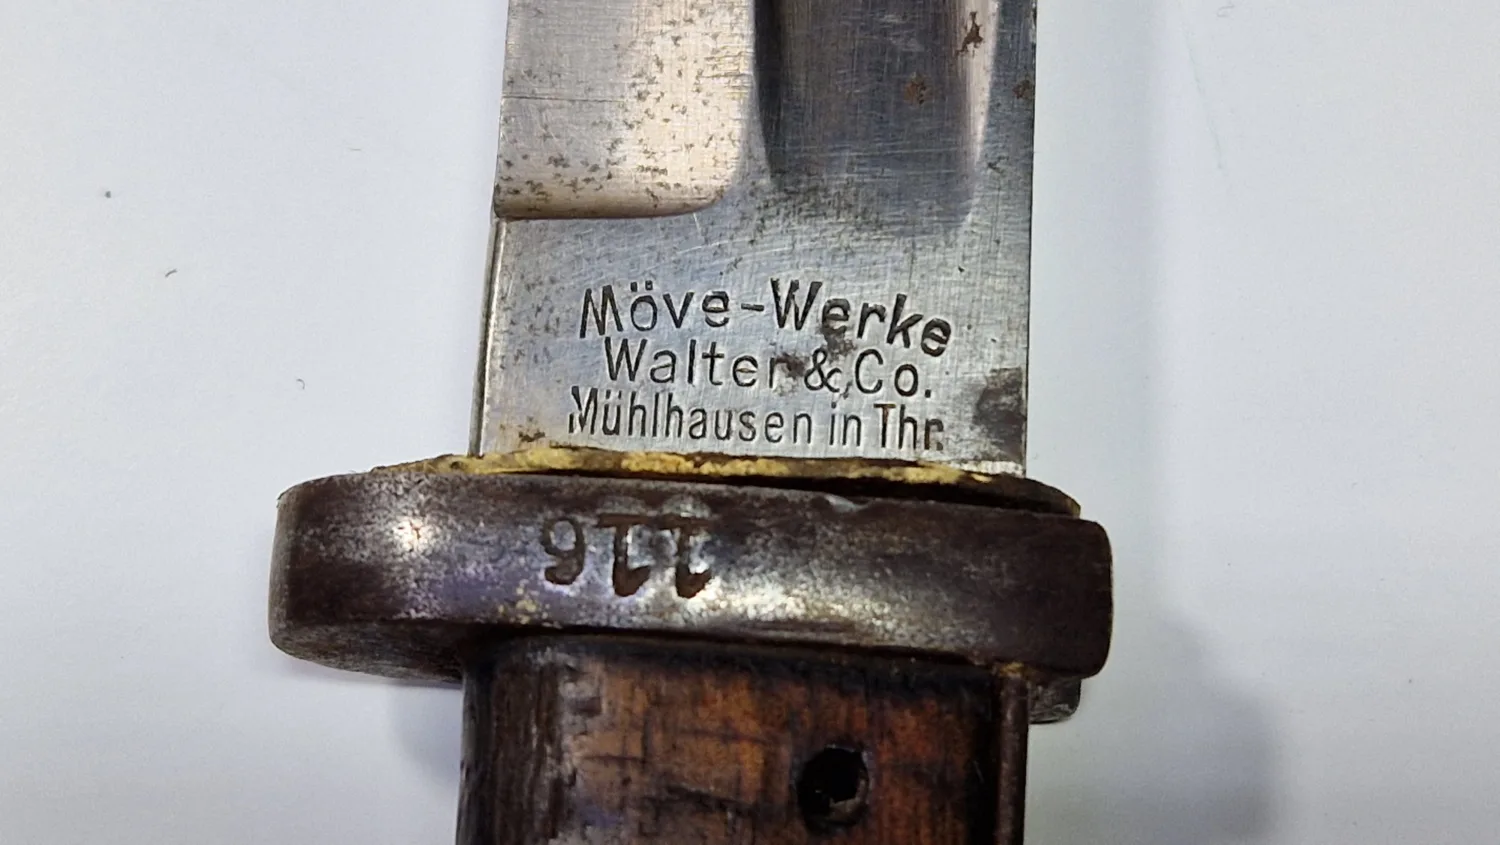 Möve-Werke
Walter & Co.
Mühlhausen in Thr.
116